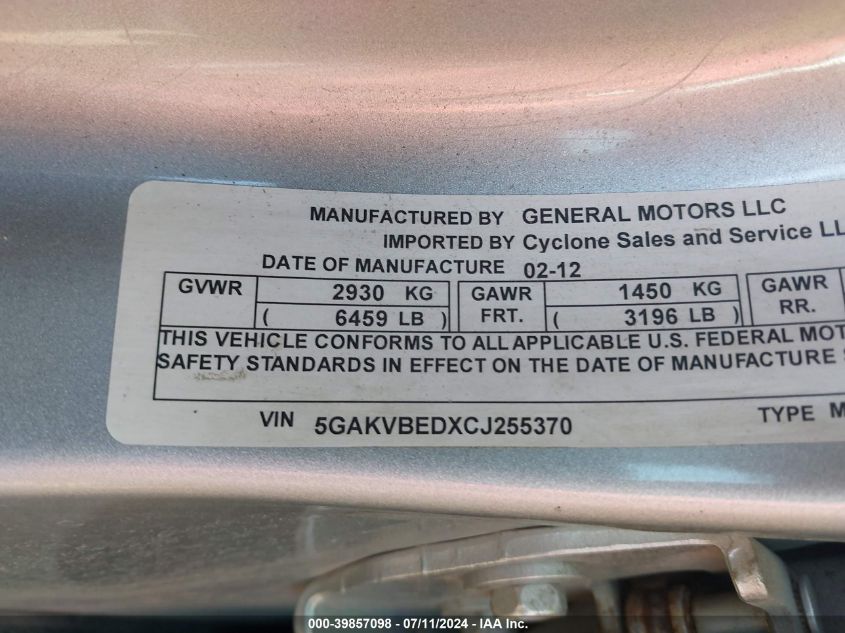 MANUFACTURED BY GENERAL MOTORS LLC
IMPORTED BY Cyclone Sales and Service LL
DATE OF MANUFACTURE 02-12
GVWR 2930 KG GAWR FRT. 1450 KG GAWR RR.
( 6459 LB ) ( 3196 LB )
THIS VEHICLE CONFORMS TO ALL APPLICABLE U.S. FEDERAL MOT
SAFETY STANDARDS IN EFFECT ON THE DATE OF MANUFACTURE
VIN 5GAKVBEDXCJ255370 TYPE M
000-39857098 - 07/11/2024 - IAA Inc.